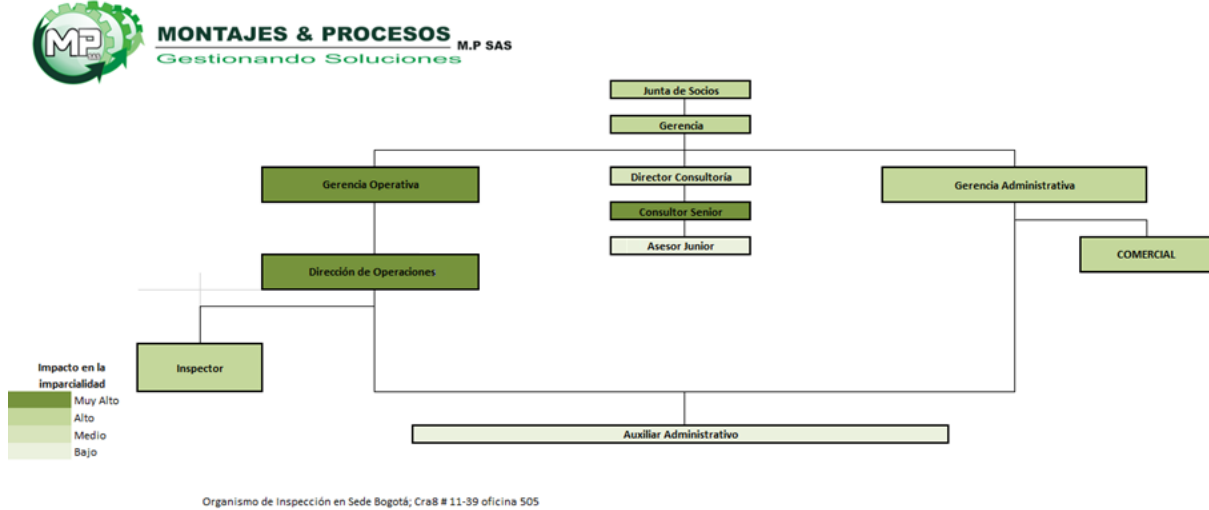 MP
SAS
MONTAJES & PROCESOS M.P SAS
Gestionando Soluciones
Junta de Socios
Gerencia
Gerencia Operativa
Director Consultoría
Gerencia Administrativa
Consultor Senior
Asesor Junior
COMERCIAL
Dirección de Operaciones
Inspector
Impacto en la
imparcialidad
Muy Alto
Alto
Medio
Bajo
Auxiliar Administrativo
Organismo de Inspección en Sede Bogotá; Cra8 # 11-39 oficina 505